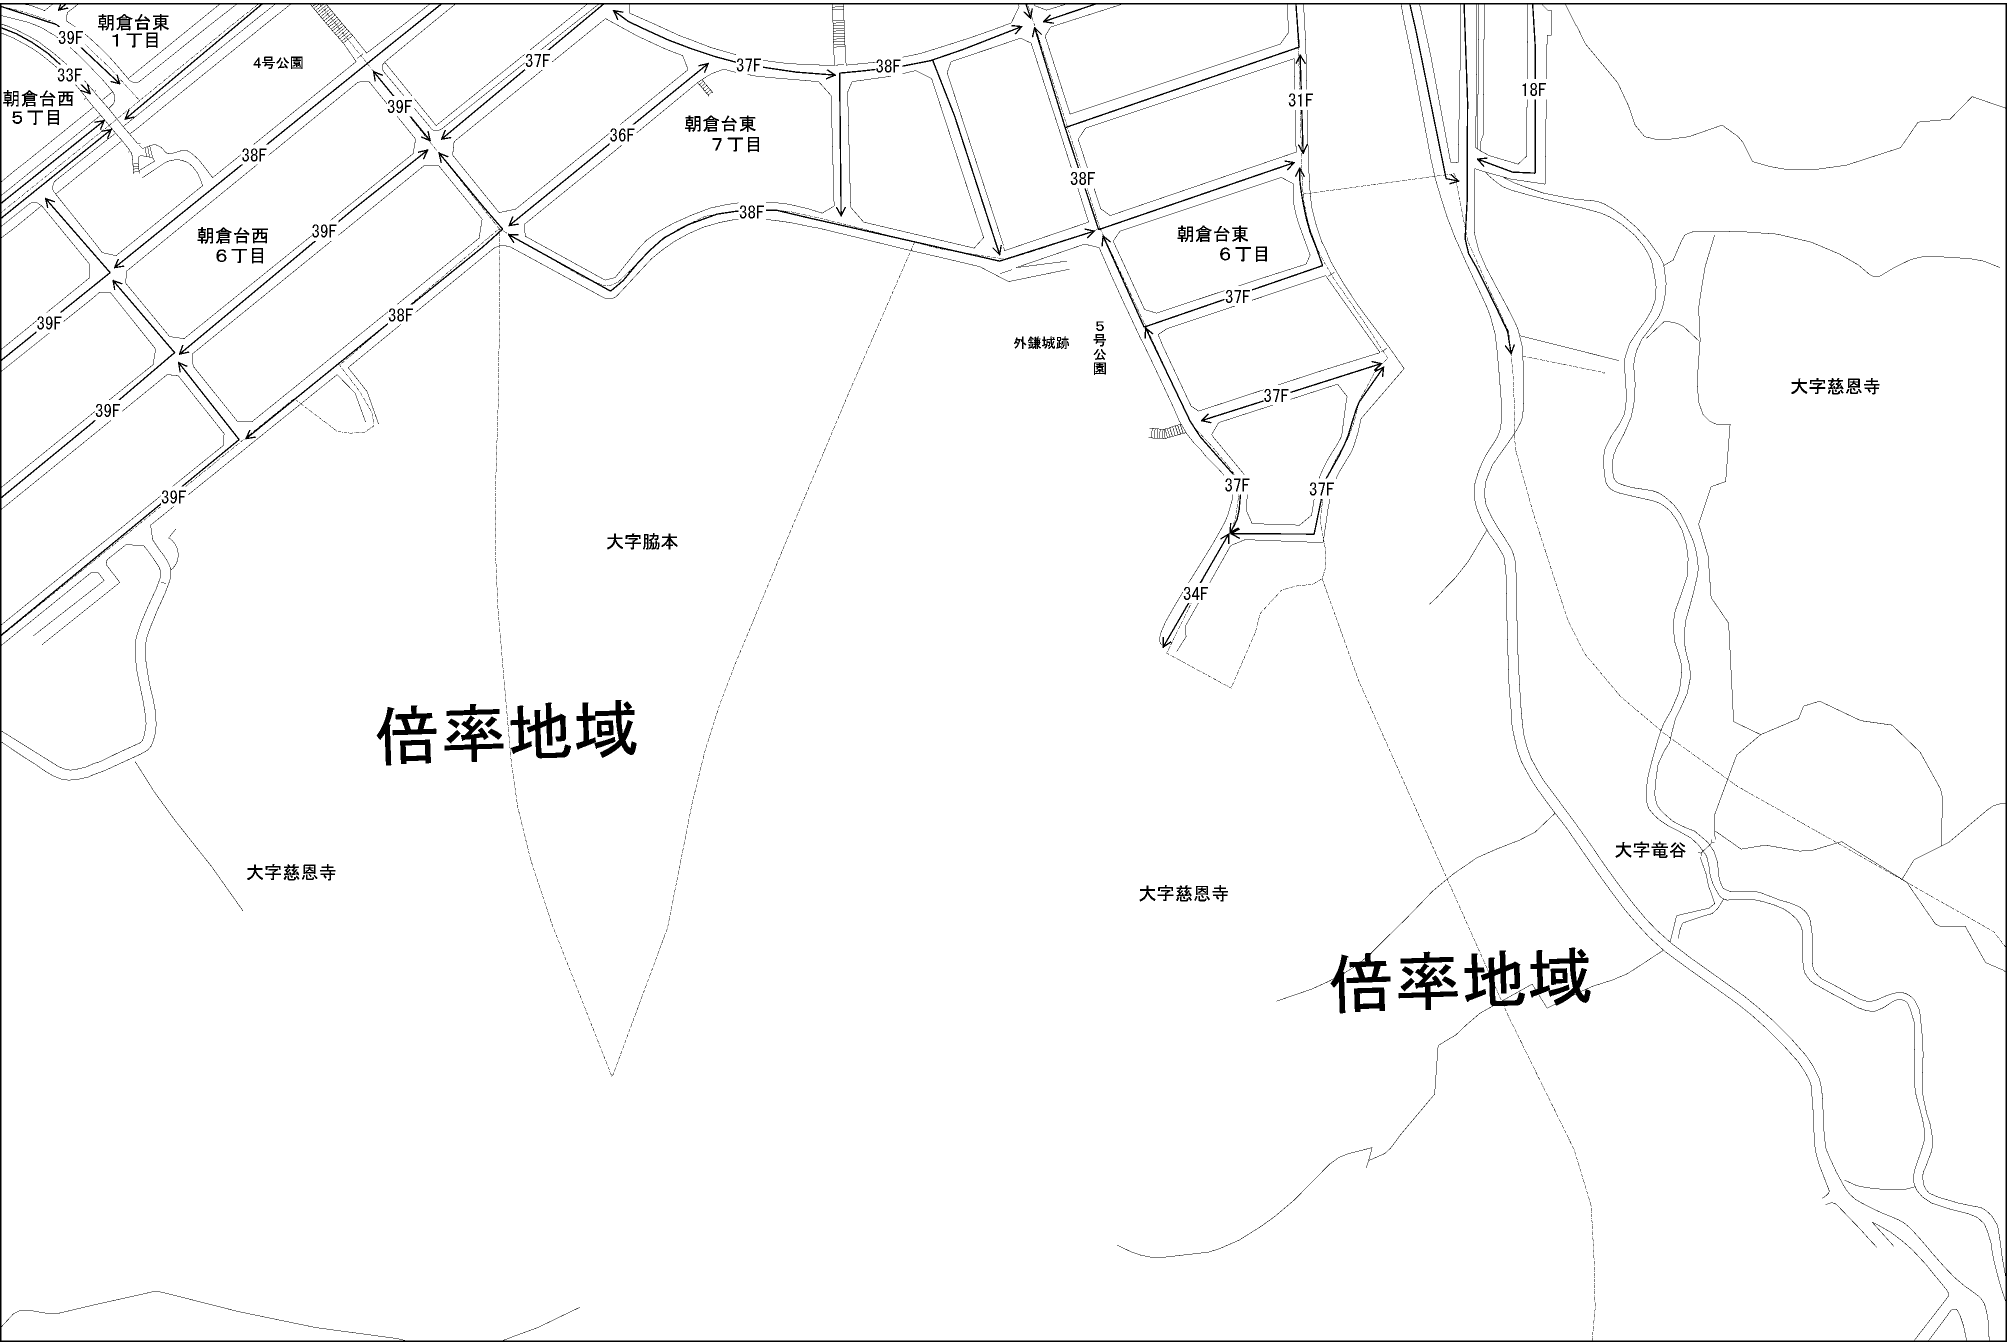 朝倉台東
１丁目
39F
4号公園
33F
37F
37F
38F
朝倉台西
５丁目
39F
31F
18F
朝倉台東
７丁目
36F
38F
38F
38F
朝倉台西
６丁目
39F
朝倉台東
６丁目
37F
39F
38F
外鎌城跡
５号公園
大字慈恩寺
37F
39F
39F
37F
37F
大字脇本
34F
倍率地域
大字竜谷
大字慈恩寺
大字慈恩寺
倍率地域